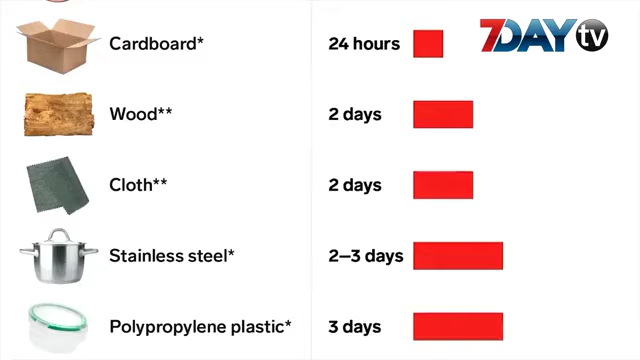 7DAY tv
Cardboard* 24 hours
Wood** 2 days
Cloth** 2 days
Stainless steel* 2–3 days
Polypropylene plastic* 3 days